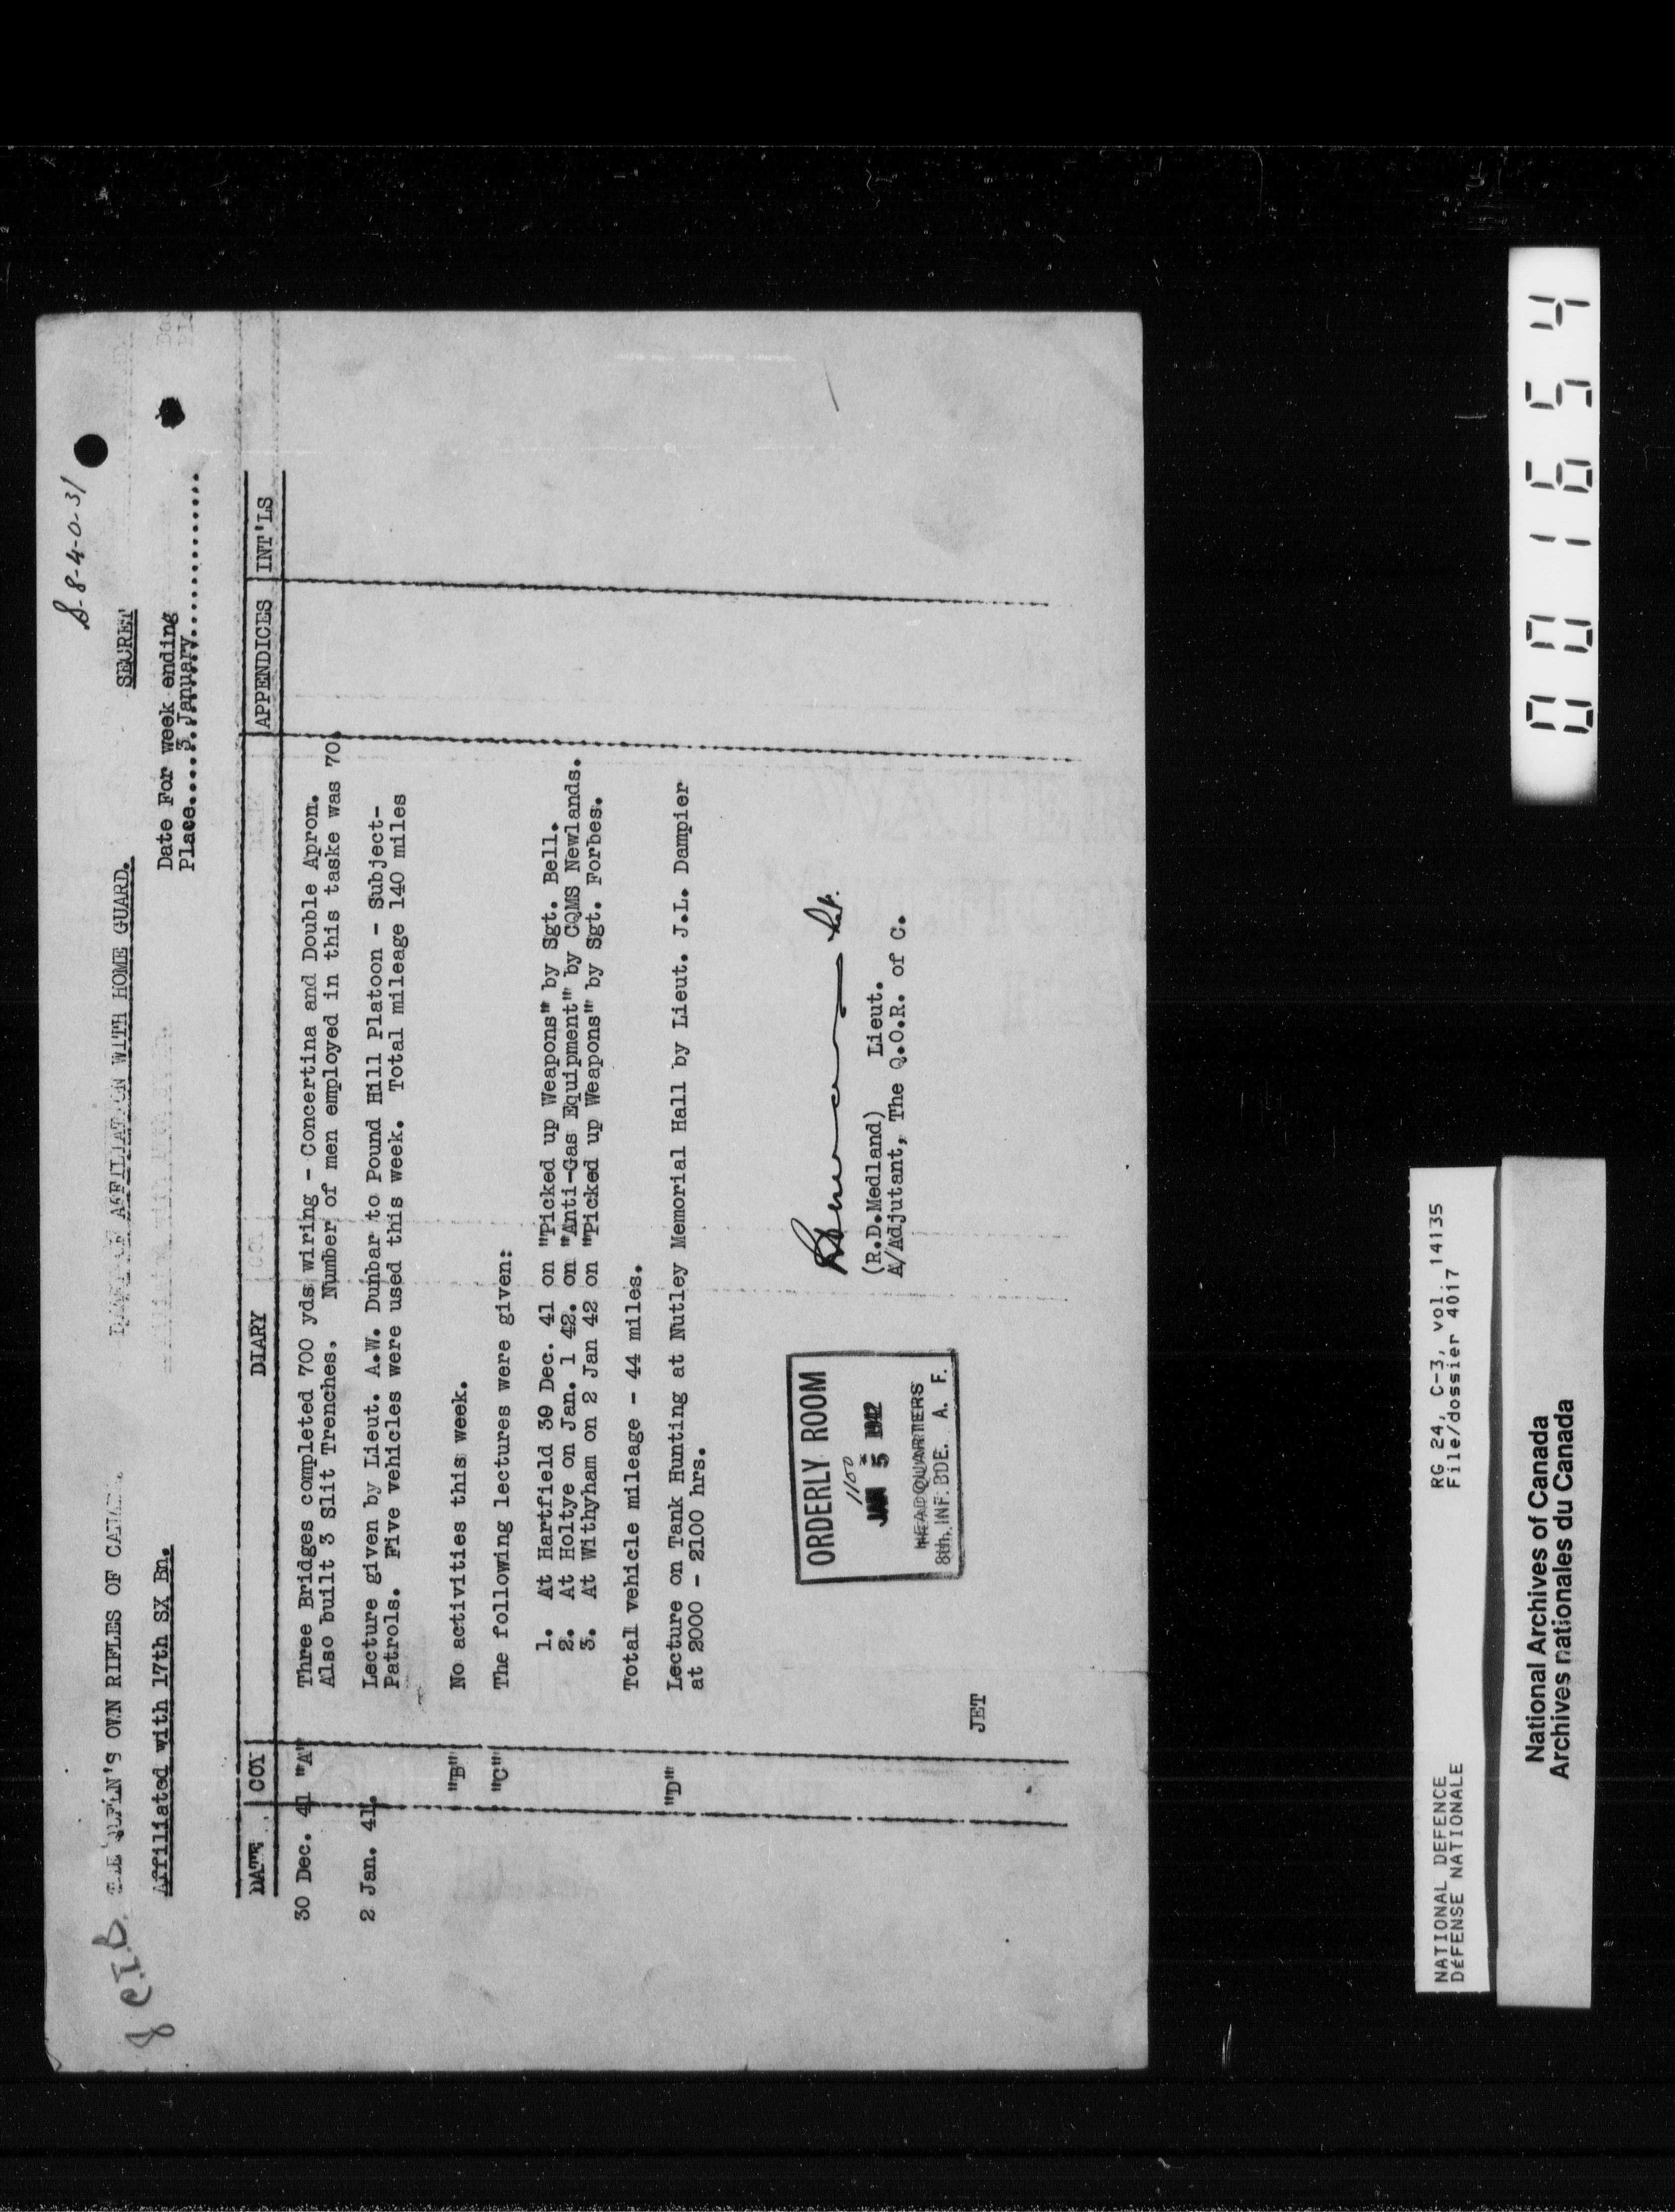 8-8-4-0-31
8 C.I.B.
QUEEN'S OWN RIFLES OF CANADA
AFFILIATION WITH HOME GUARD.
SECRET
Affiliated with 17th SX Bn.
Date For week ending
Place....3.January..................
DATE COY DIARY APPENDICES INT'LS
30 Dec. 41 "A" Three Bridges completed 700 yds wiring - Concertina and Double Apron.
Also built 3 Slit Trenches. Number of men employed in this taske was 70.
2 Jan. 41. Lecture given by Lieut. A.W. Dunbar to Pound Hill Platoon - Subject-
Patrols. Five vehicles were used this week. Total mileage 140 miles
"B" No activities this week.
"C" The following lectures were given:
1. At Hartfield 30 Dec. 41 on "Picked up Weapons" by Sgt. Bell.
2. At Holtye on Jan. 1 42. on "Anti-Gas Equipment" by CQMS Newlands.
3. At Withyham on 2 Jan 42 on "Picked up Weapons" by Sgt. Forbes.
Total vehicle mileage - 44 miles.
"D" Lecture on Tank Hunting at Nutley Memorial Hall by Lieut. J.L. Dampier
at 2000 - 2100 hrs.
ORDERLY ROOM
1100
JAN 5 1942
HEADQUARTERS
8th. INF. BDE. A. F.
(R.D.Medland) Lieut.
A/Adjutant, The Q.O.R. of C.
JET
NATIONAL DEFENCE RG 24, C-3, vol. 14135
DÉFENSE NATIONALE File/dossier 4017
National Archives of Canada
Archives nationales du Canada
001654